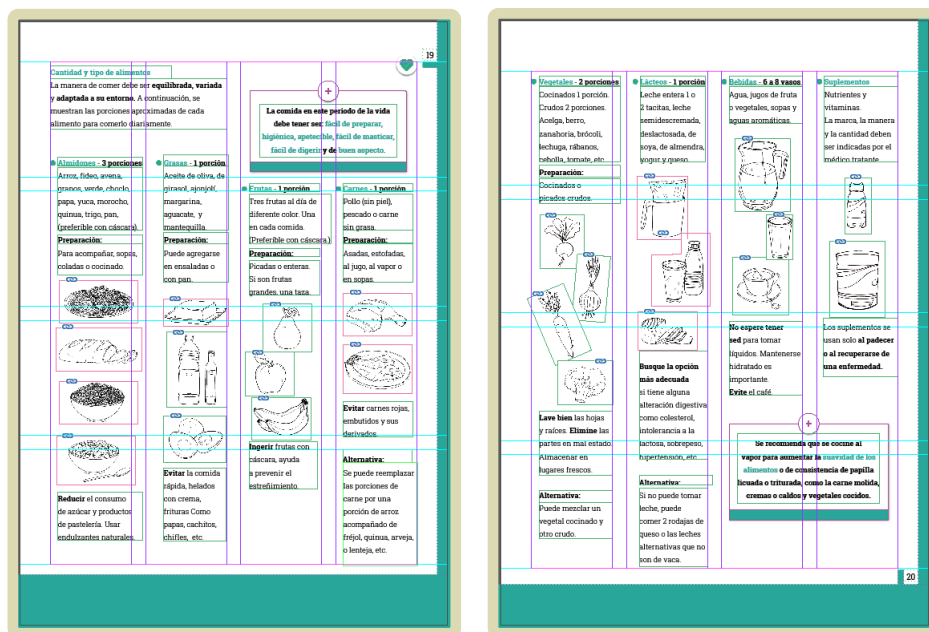 19
Cantidad y tipo de alimentos
La manera de comer debe ser equilibrada, variada
y adaptada a su entorno. A continuación, se
muestran las porciones aproximadas de cada
alimento para comerlo diariamente.
La comida en este periodo de la vida
debe tener ser: fácil de preparar,
higiénica, apetecible, fácil de masticar,
fácil de digerir y de buen aspecto.
Almidones - 3 porciones
Arroz, fideo, avena,
granos, verde, choclo,
papa, yuca, morocho,
quinua, trigo, pan,
(preferible con cáscara).
Preparación:
Para acompañar, sopas,
coladas o cocinado.
Reducir el consumo
de azúcar y productos
de pastelería. Usar
endulzantes naturales.
Grasas - 1 porción
Aceite de oliva, de
girasol, ajonjolí,
margarina,
aguacate, y
mantequilla.
Preparación:
Puede agregarse
en ensaladas o
con pan.
Evitar la comida
rápida, helados
con crema,
frituras Como
papas, cachitos,
chifles, etc.
Frutas - 1 porción
Tres frutas al día de
diferente color. Una
en cada comida.
(Preferible con cáscara.)
Preparación:
Picadas o enteras.
Si son frutas
grandes, una taza.
Ingerir frutas con
cáscara, ayuda
a prevenir el
estreñimiento.
Carnes - 1 porción
Pollo (sin piel),
pescado o carne
sin grasa.
Preparación:
Asadas, estofadas,
al jugo, al vapor o
en sopas.
Evitar carnes rojas,
embutidos y sus
derivados.
Alternativa:
Se puede reemplazar
las porciones de
carne por una
porción de arroz
acompañado de
fréjol, quinua, arveja,
o lenteja, etc.
Vegetales - 2 porciones
Cocinados 1 porción.
Crudos 2 porciones.
Acelga, berro,
zanahoria, brócoli,
lechuga, rábanos,
cebolla, tomate, etc.
Preparación:
Cocinados o
picados crudos.
Lave bien las hojas
y raíces. Elimine las
partes en mal estado.
Almacenar en
lugares frescos.
Alternativa:
Puede mezclar un
vegetal cocinado y
otro crudo.
Lácteos - 1 porción
Leche entera 1 o
2 tacitas, leche
semidescremada,
deslactosada, de
soya, de almendra,
yogur y queso.
Busque la opción
más adecuada
si tiene alguna
alteración digestiva
como colesterol,
intolerancia a la
lactosa, sobrepeso,
hipertensión, etc.
Alternativa:
Si no puede tomar
leche, puede
comer 2 rodajas de
queso o las leches
alternativas que no
son de vaca.
Bebidas - 6 a 8 vasos
Agua, jugos de fruta
o vegetales, sopas y
aguas aromáticas.
No espere tener
sed para tomar
líquidos. Mantenerse
hidratado es
importante.
Evite el café.
Suplementos
Nutrientes y
vitaminas.
La marca, la manera
y la cantidad deben
ser indicadas por el
médico tratante.
Los suplementos se
usan solo al padecer
o al recuperarse de
una enfermedad.
Se recomienda que se cocine al
vapor para aumentar la suavidad de los
alimentos o de consistencia de papilla
licuada o triturada, como la carne molida,
cremas o caldos y vegetales cocidos.
20